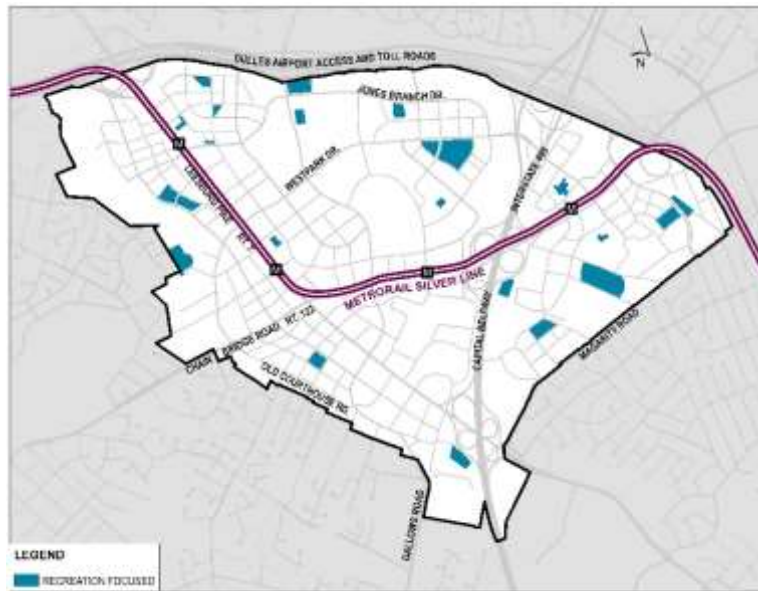 DULLES AIRPORT ACCESS AND TOLL ROADS
N
JONES BRANCH DR.
WESTPARK DR.
INTERSTATE 495
M
LEESBURG PIKE RT. 7
M
M
M
METRORAIL SILVER LINE
CHAIN BRIDGE ROAD RT. 123
CAPITAL BELTWAY
MAGARITY ROAD
OLD COURTHOUSE RD.
GALLOWS ROAD
LEGEND
RECREATION FOCUSED